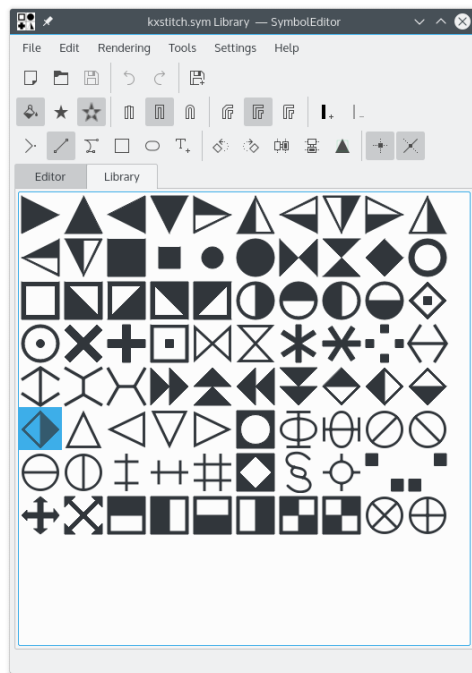 kxstitch.sym Library — SymbolEditor
File Edit Rendering Tools Settings Help
Editor Library